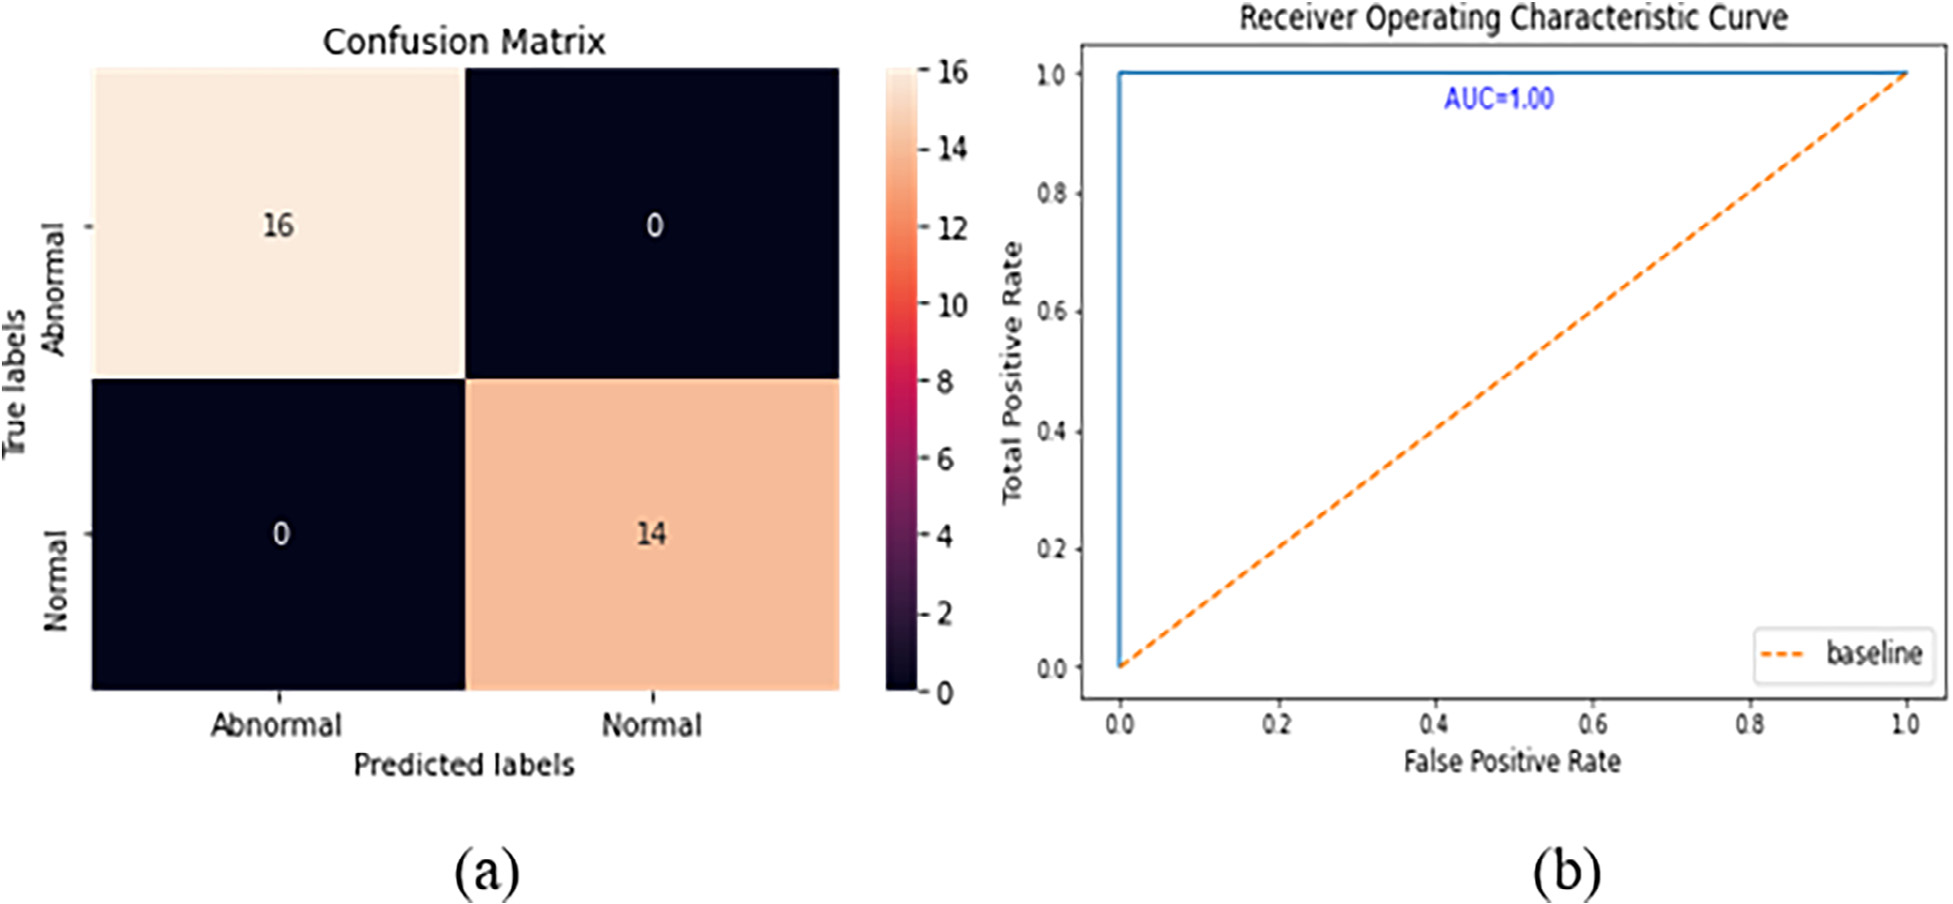 Confusion Matrix
True labels
Abnormal
Normal
16
0
0
14
Abnormal
Normal
Predicted labels
16
14
12
10
8
6
4
2
0
(a)
Receiver Operating Characteristic Curve
Total Positive Rate
1.0
0.8
0.6
0.4
0.2
0.0
AUC=1.00
baseline
0.0
0.2
0.4
0.6
0.8
1.0
False Positive Rate
(b)